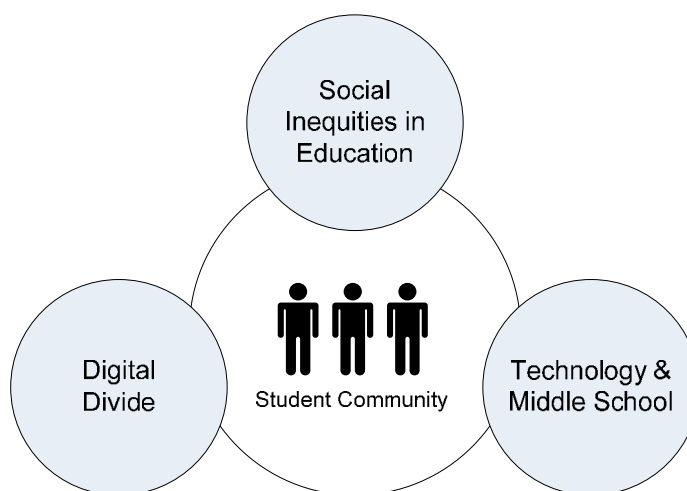 Social
Inequities in
Education
Digital
Divide
Student Community
Technology &
Middle School